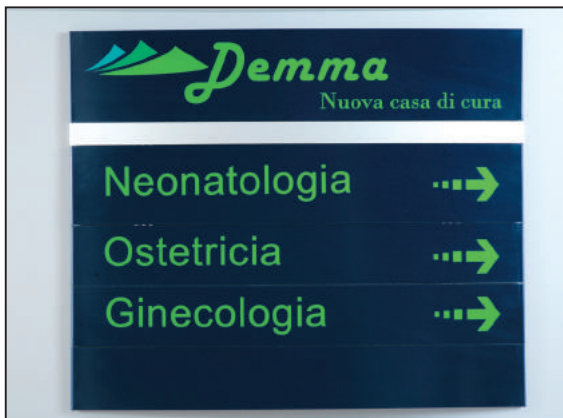 Demma
Nuova casa di cura
Neonatologia
Ostetricia
Ginecologia